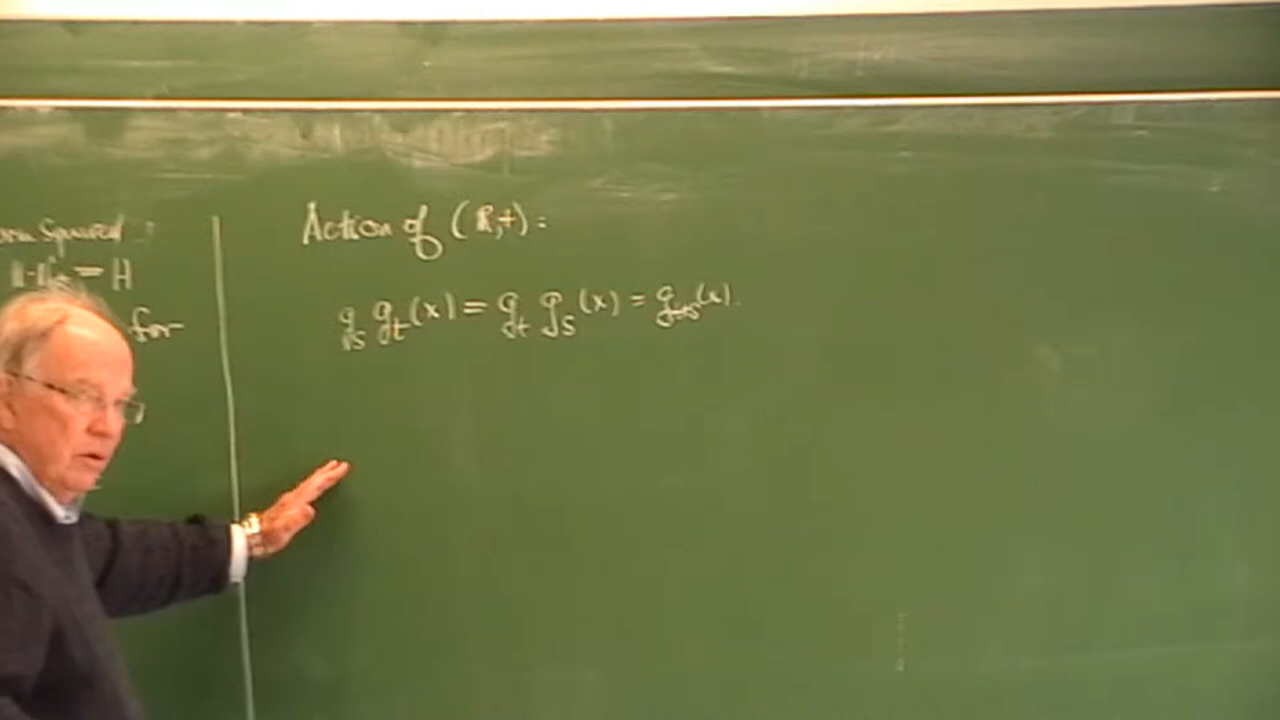 Squared
= H
for
Action of (ℝ,+) :
g_s g_t (x) = g_t g_s (x) = g_{t+s} (x).